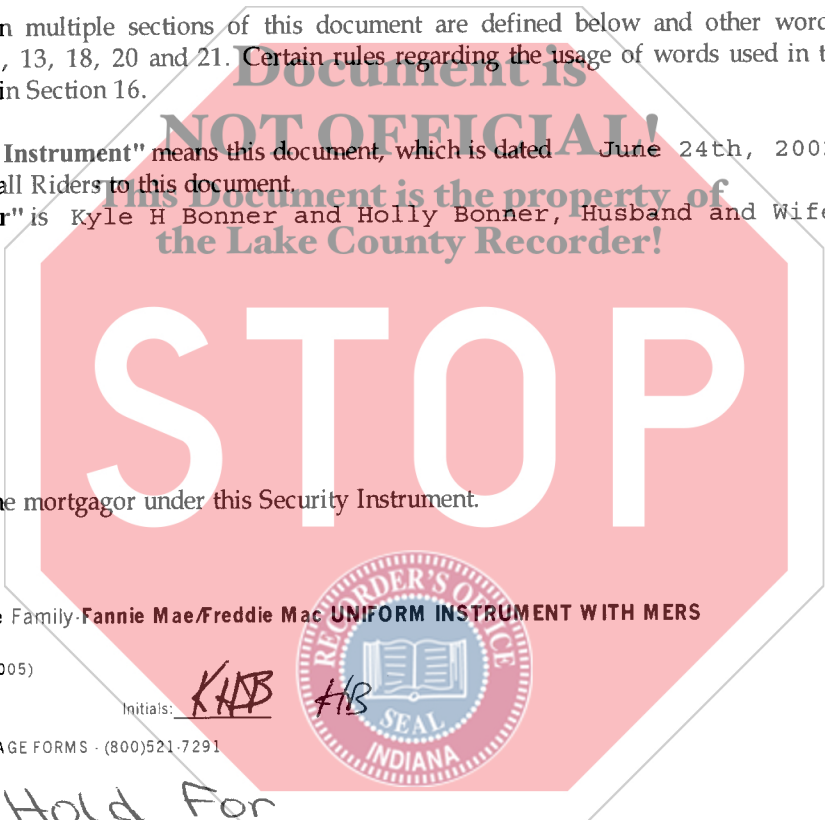 n multiple sections of this document are defined below and other word
, 13, 18, 20 and 21. Certain rules regarding the usage of words used in t
in Section 16.
Document is
NOT OFFICIAL!
This Document is the property of
the Lake County Recorder!
Instrument" means this document, which is dated June 24th, 200
all Riders to this document.
r" is Kyle H Bonner and Holly Bonner, Husband and Wife
STOP
e mortgagor under this Security Instrument.
e Family-Fannie Mae/Freddie Mac UNIFORM INSTRUMENT WITH MERS
005)
Initials: KHB HB
RECORDER'S OFFICE
SEAL
INDIANA
AGE FORMS - (800)521-7291
Hold For